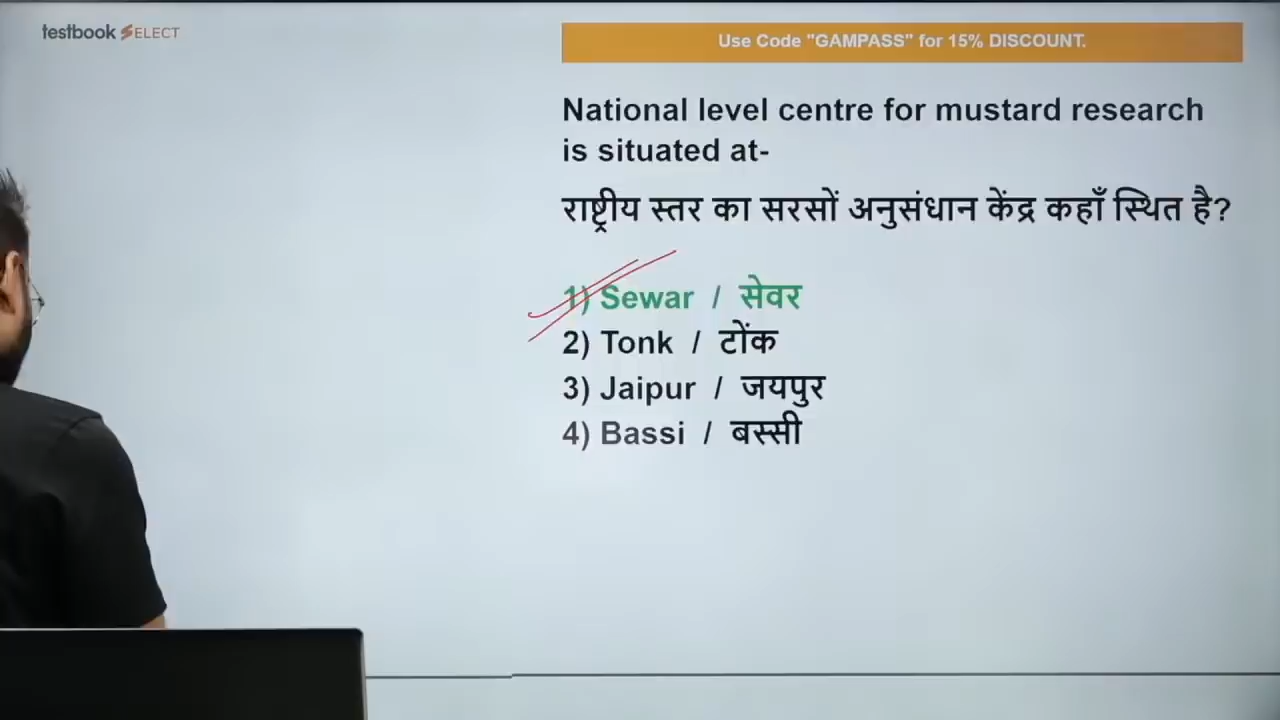 testbook SELECT
Use Code "GAMPASS" for 15% DISCOUNT.
National level centre for mustard research
is situated at-
राष्ट्रीय स्तर का सरसों अनुसंधान केंद्र कहाँ स्थित है?
1) Sewar / सेवर
2) Tonk / टोंक
3) Jaipur / जयपुर
4) Bassi / बस्सी